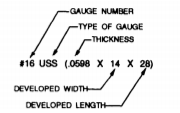 GAUGE NUMBER
TYPE OF GAUGE
THICKNESS
#16 USS (.0598 X 14 X 28)
DEVELOPED WIDTH
DEVELOPED LENGTH